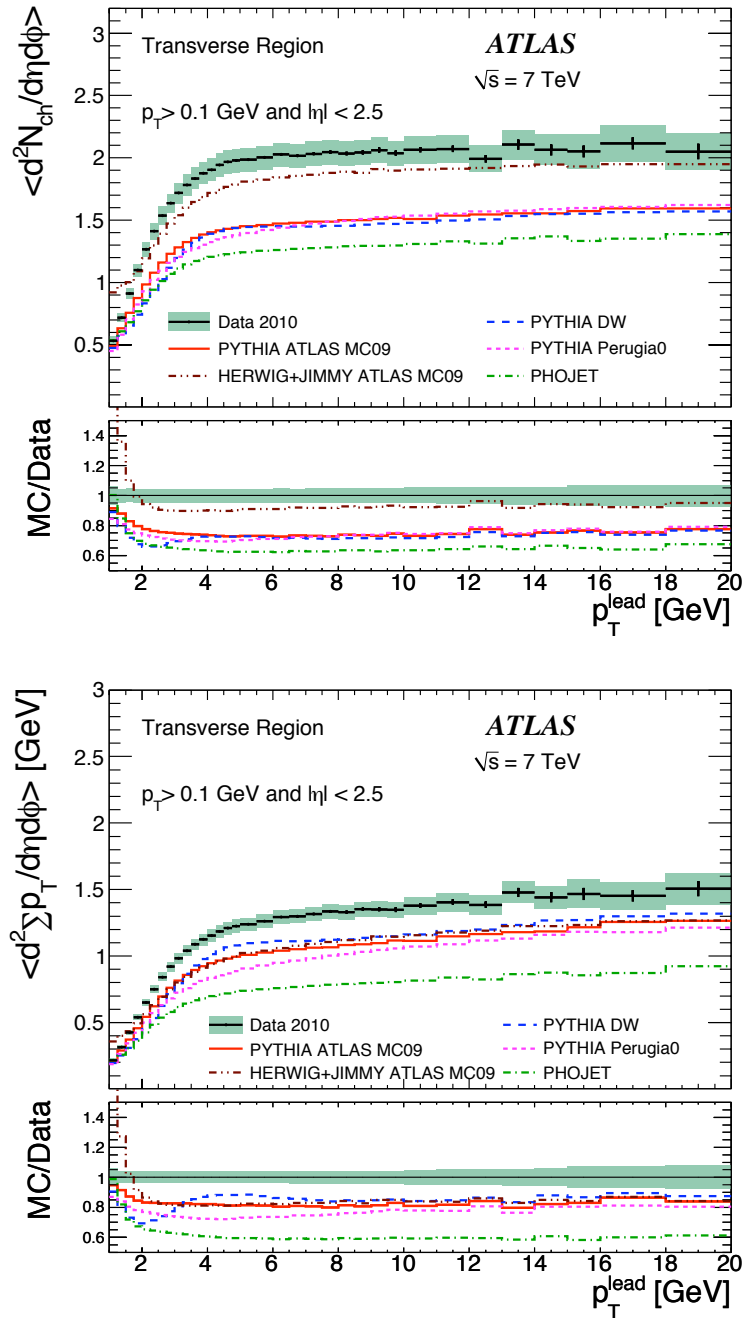 Transverse Region
ATLAS
√s = 7 TeV
p_T > 0.1 GeV and |η| < 2.5
<d²N_ch/dηdφ>
3
2.5
2
1.5
1
0.5
Data 2010
PYTHIA ATLAS MC09
HERWIG+JIMMY ATLAS MC09
PYTHIA DW
PYTHIA Perugia0
PHOJET
MC/Data
1.4
1.2
1
0.8
0.6
2 4 6 8 10 12 14 16 18 20
p_T^lead [GeV]
Transverse Region
ATLAS
√s = 7 TeV
p_T > 0.1 GeV and |η| < 2.5
<d²∑p_T/dηdφ> [GeV]
3
2.5
2
1.5
1
0.5
Data 2010
PYTHIA ATLAS MC09
HERWIG+JIMMY ATLAS MC09
PYTHIA DW
PYTHIA Perugia0
PHOJET
MC/Data
1.4
1.2
1
0.8
0.6
2 4 6 8 10 12 14 16 18 20
p_T^lead [GeV]